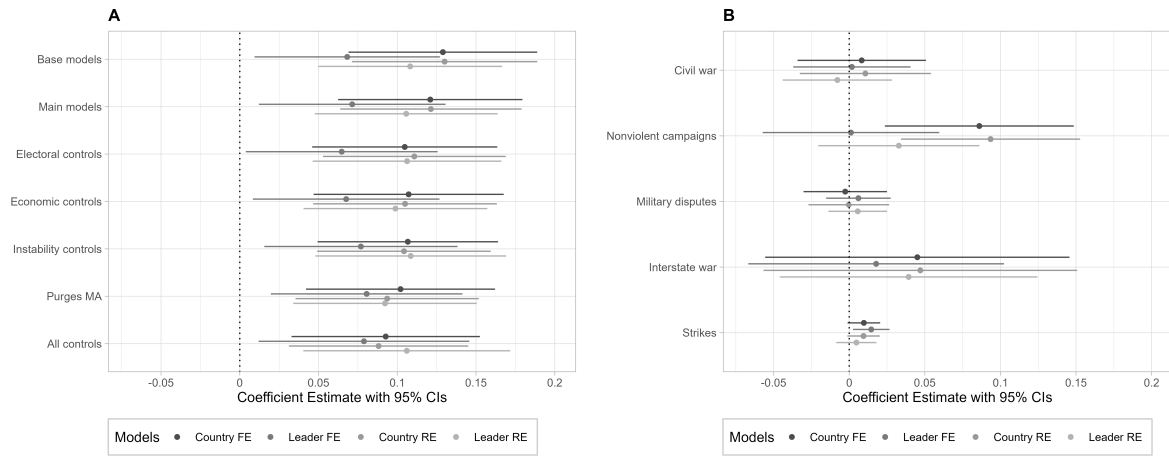 A
Base models
Main models
Electoral controls
Economic controls
Instability controls
Purges MA
All controls
-0.05 0 0.05 0.1 0.15 0.2
Coefficient Estimate with 95% CIs
Models Country FE Leader FE Country RE Leader RE
B
Civil war
Nonviolent campaigns
Military disputes
Interstate war
Strikes
-0.05 0 0.05 0.1 0.15 0.2
Coefficient Estimate with 95% CIs
Models Country FE Leader FE Country RE Leader RE